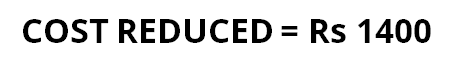 COST REDUCED = Rs 1400